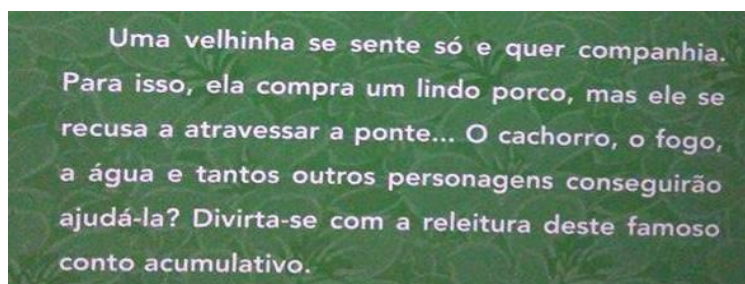 Uma velhinha se sente só e quer companhia.
Para isso, ela compra um lindo porco, mas ele se
recusa a atravessar a ponte... O cachorro, o fogo,
a água e tantos outros personagens conseguirão
ajudá-la? Divirta-se com a releitura deste famoso
conto acumulativo.